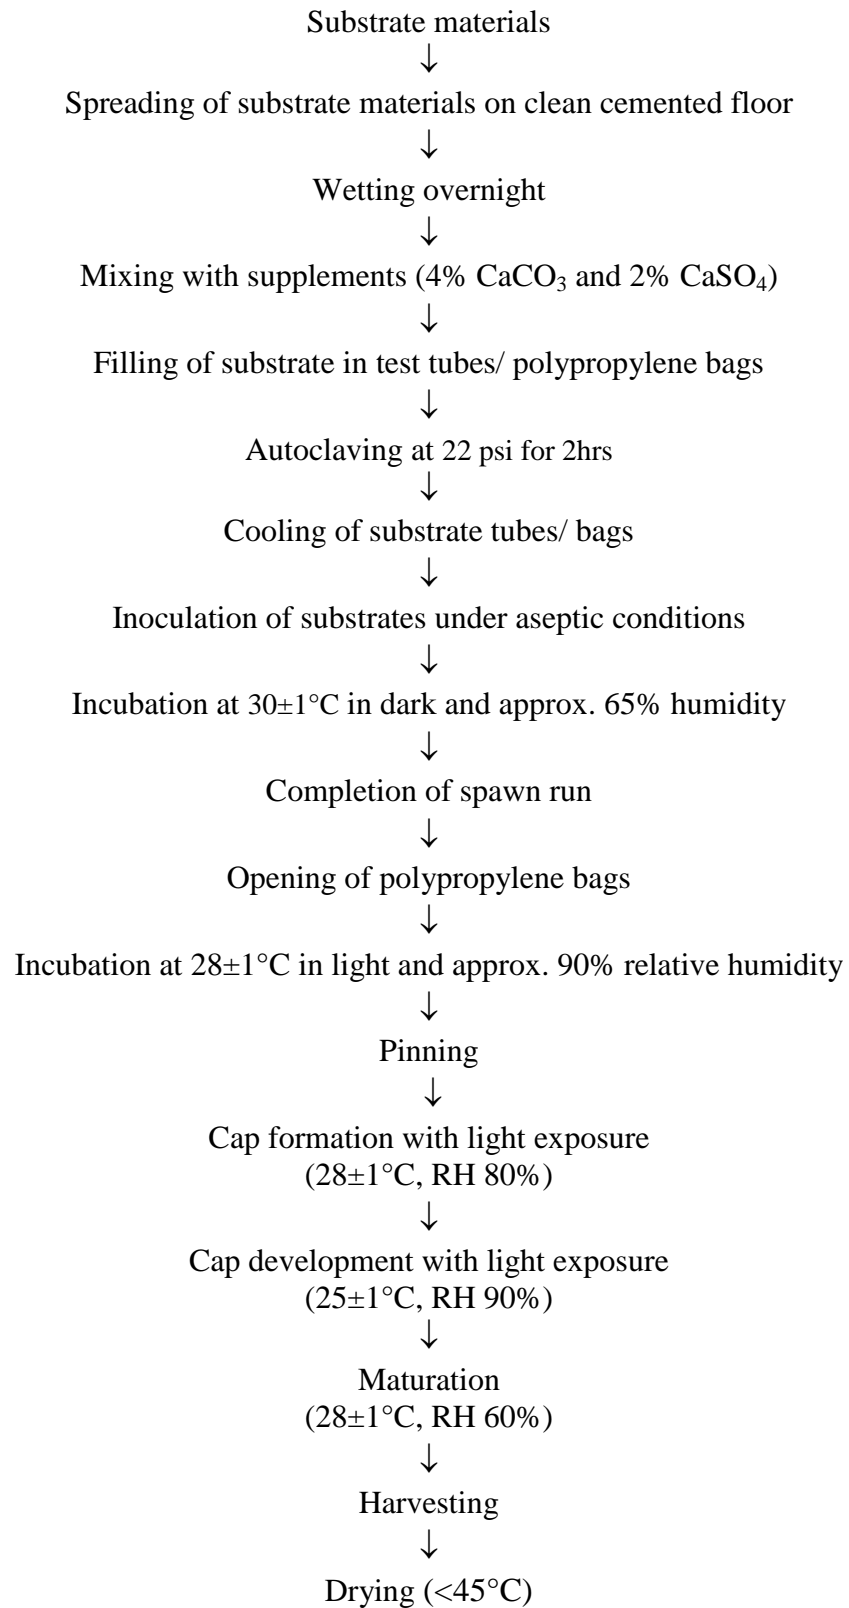 Substrate materials
↓
Spreading of substrate materials on clean cemented floor
↓
Wetting overnight
↓
Mixing with supplements (4% CaCO₃ and 2% CaSO₄)
↓
Filling of substrate in test tubes/ polypropylene bags
↓
Autoclaving at 22 psi for 2hrs
↓
Cooling of substrate tubes/ bags
↓
Inoculation of substrates under aseptic conditions
↓
Incubation at 30±1°C in dark and approx. 65% humidity
↓
Completion of spawn run
↓
Opening of polypropylene bags
↓
Incubation at 28±1°C in light and approx. 90% relative humidity
↓
Pinning
↓
Cap formation with light exposure
(28±1°C, RH 80%)
↓
Cap development with light exposure
(25±1°C, RH 90%)
↓
Maturation
(28±1°C, RH 60%)
↓
Harvesting
↓
Drying (<45°C)